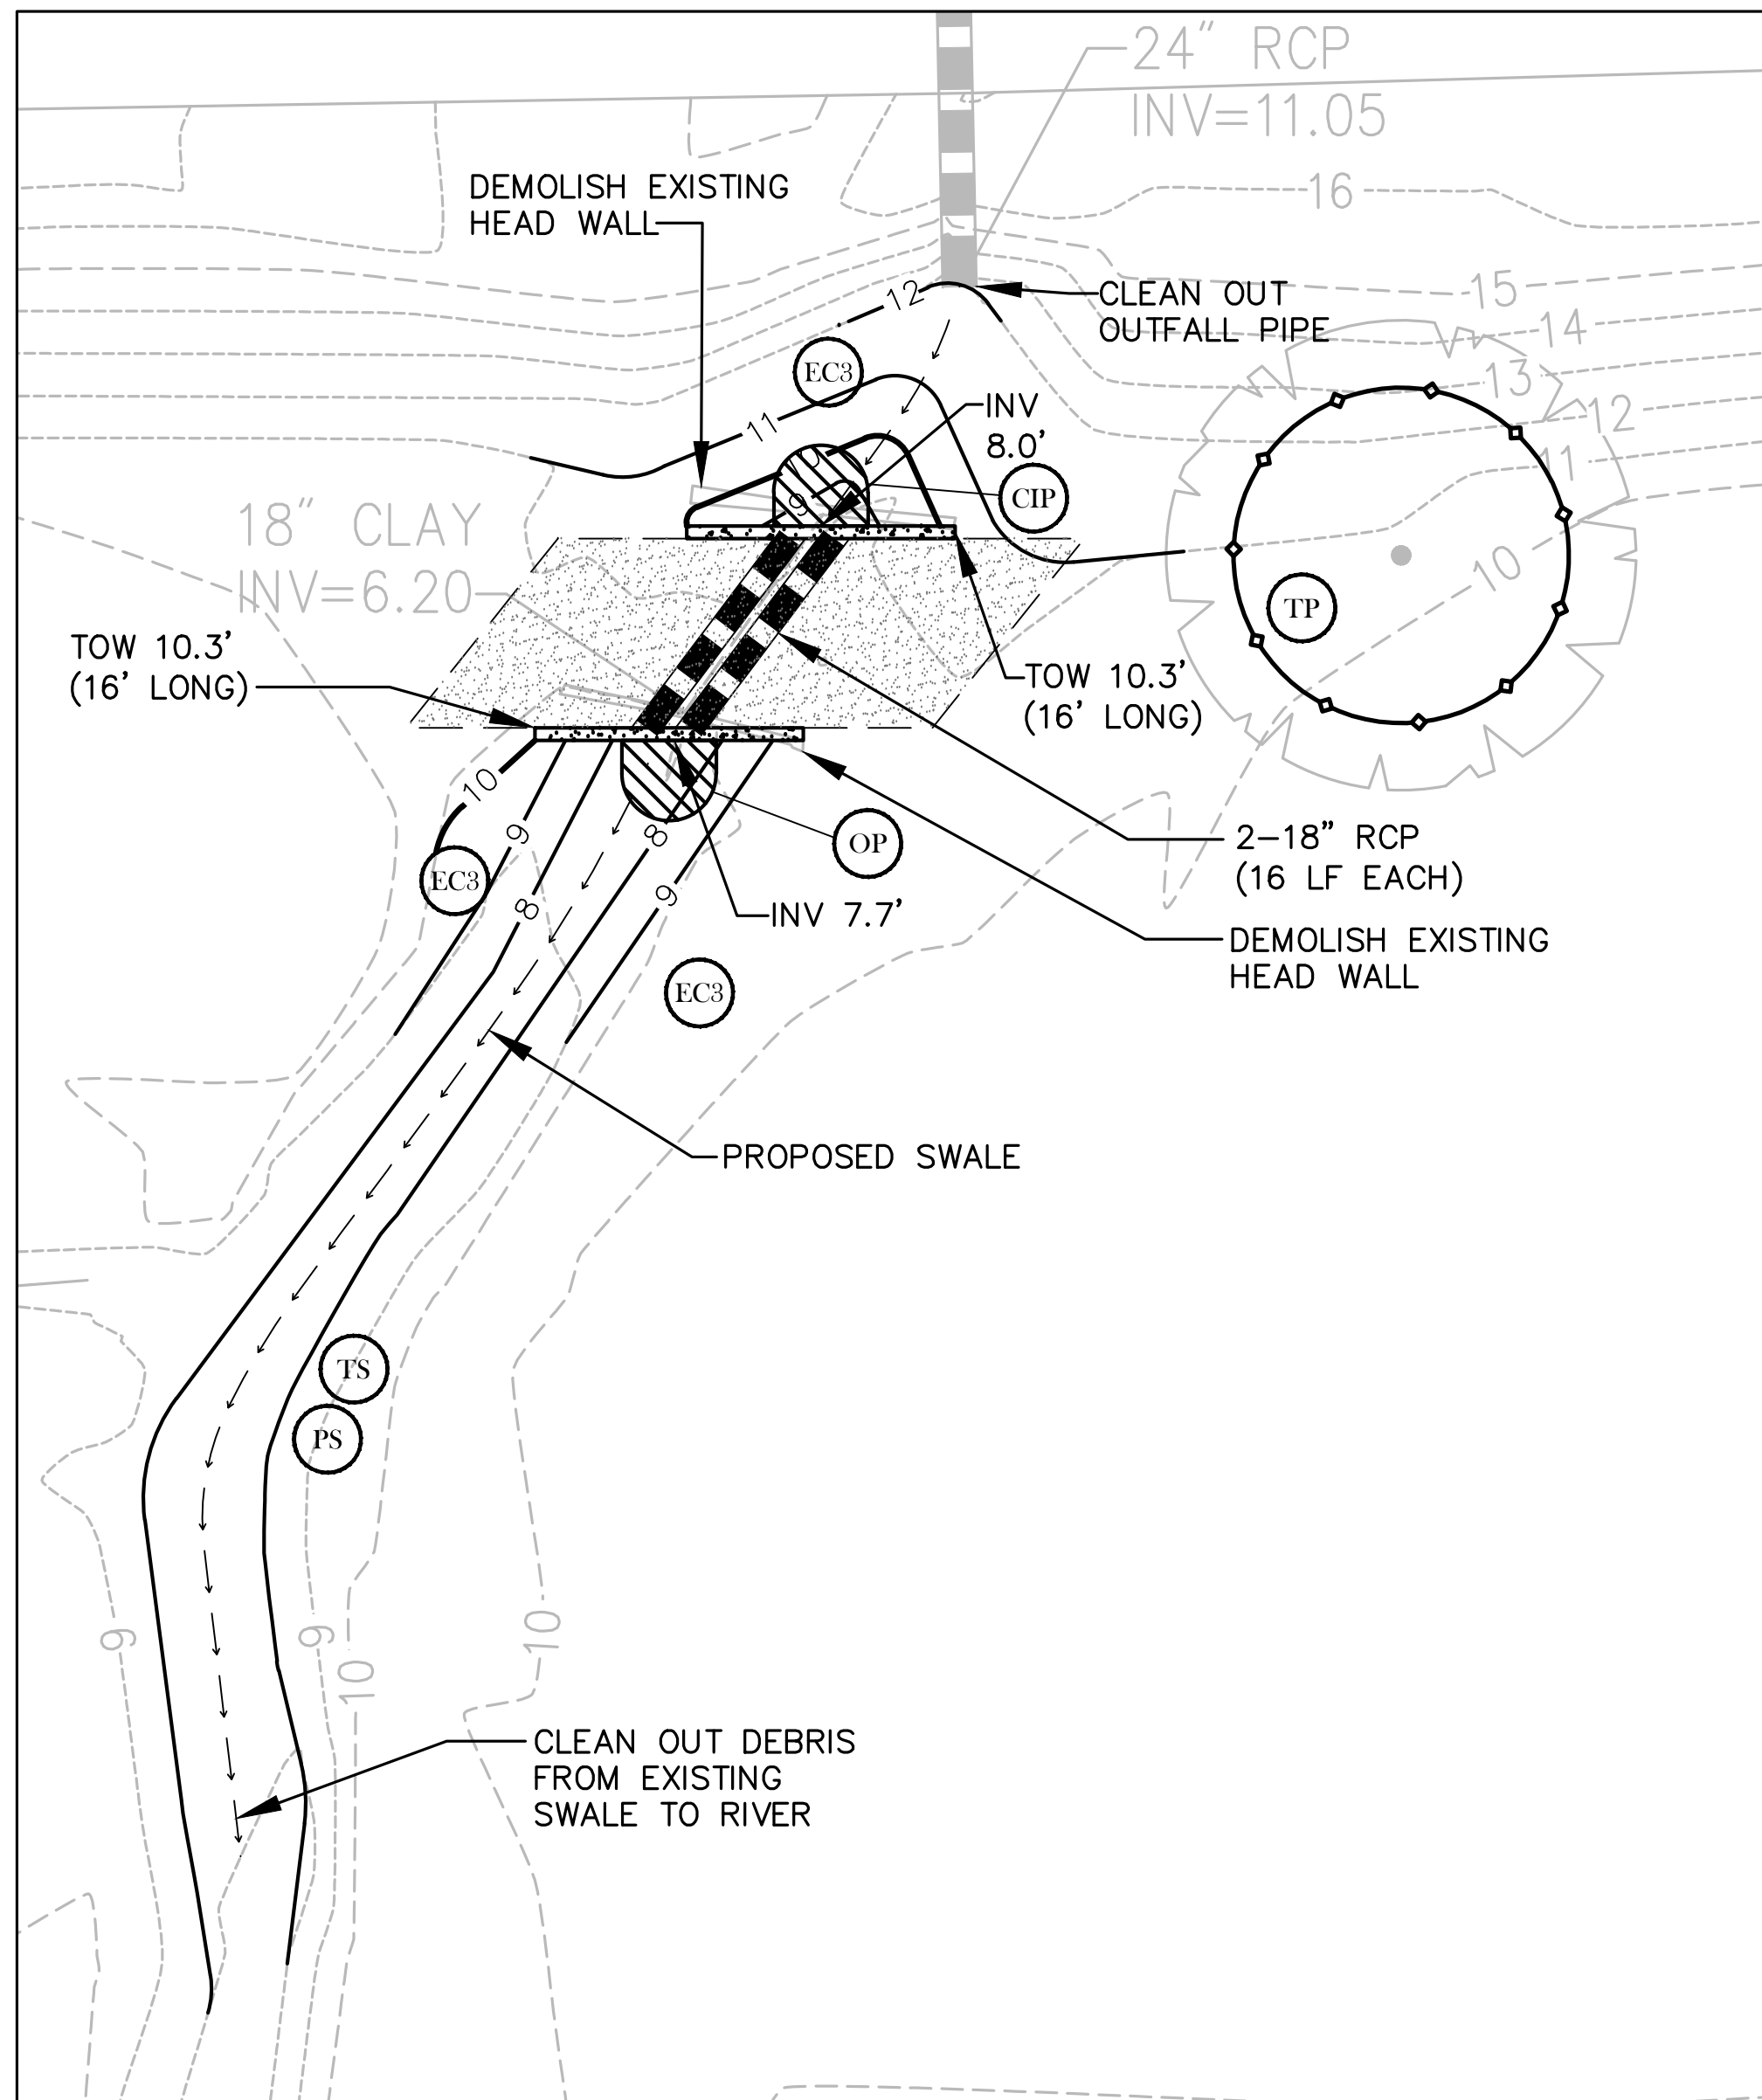 24" RCP
INV=11.05
DEMOLISH EXISTING
HEAD WALL
16
12
CLEAN OUT
OUTFALL PIPE
15
14
EC3
13
INV
8.0'
11
12
11
CIP
9
18" CLAY
INV=6.20
10
TP
TOW 10.3'
(16' LONG)
TOW 10.3'
(16' LONG)
10
9
8
OP
2-18" RCP
(16 LF EACH)
EC3
8
9
INV 7.7'
DEMOLISH EXISTING
HEAD WALL
EC3
PROPOSED SWALE
TS
PS
9
9
10
10
CLEAN OUT DEBRIS
FROM EXISTING
SWALE TO RIVER